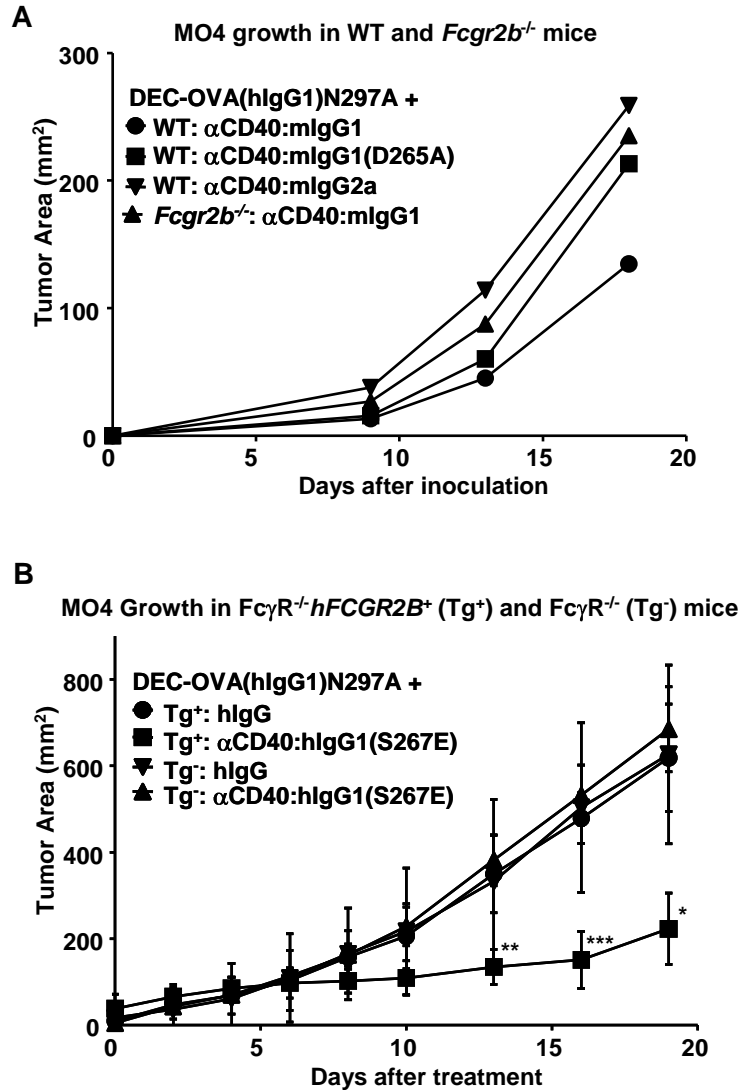 A
MO4 growth in WT and Fcgr2b-/- mice
300
200
100
0
Tumor Area (mm2)
DEC-OVA(hIgG1)N297A +
WT: αCD40:mIgG1
WT: αCD40:mIgG1(D265A)
WT: αCD40:mIgG2a
Fcgr2b-/-: αCD40:mIgG1
0 5 10 15 20
Days after inoculation
B
MO4 Growth in FcγR-/-hFCGR2B+ (Tg+) and FcγR-/- (Tg-) mice
800
600
400
200
0
Tumor Area (mm2)
DEC-OVA(hIgG1)N297A +
Tg+: hIgG
Tg+: αCD40:hIgG1(S267E)
Tg-: hIgG
Tg-: αCD40:hIgG1(S267E)
** *** *
0 5 10 15 20
Days after treatment